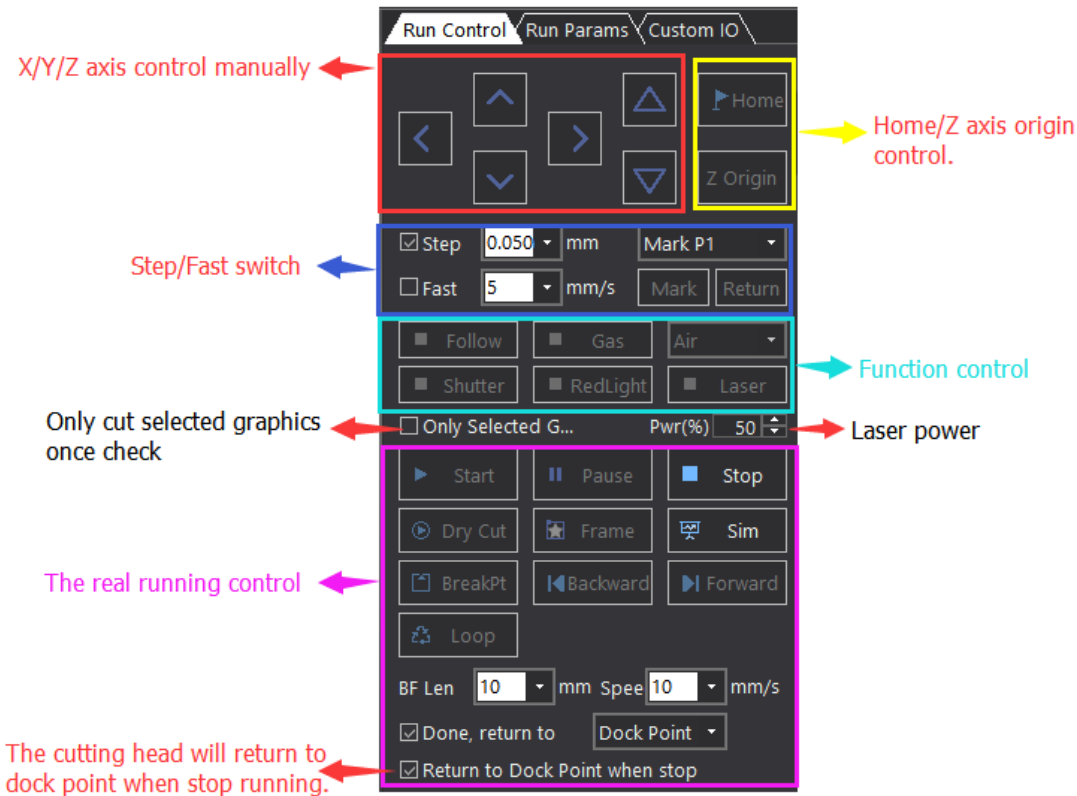 Run Control Run Params Custom IO
X/Y/Z axis control manually
Home
Z Origin
Home/Z axis origin
control.
Step 0.050 mm Mark P1
Fast 5 mm/s Mark Return
Step/Fast switch
Follow Gas Air
Shutter RedLight Laser
Function control
Only cut selected graphics
once check
Only Selected G... Pwr(%) 50
Laser power
Start Pause Stop
Dry Cut Frame Sim
BreakPt Backward Forward
The real running control
Loop
BF Len 10 mm Spee 10 mm/s
Done, return to Dock Point
Return to Dock Point when stop
The cutting head will return to
dock point when stop running.